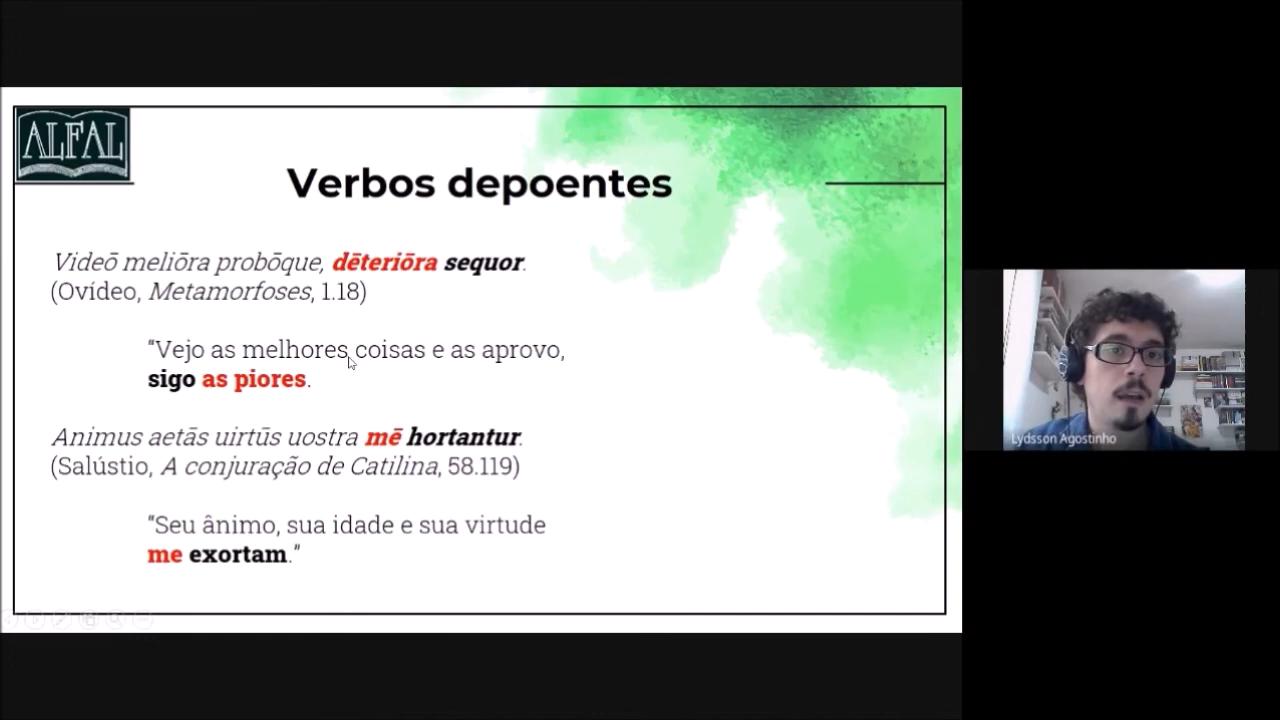 ALFAL
Verbos depoentes
Videō meliōra probōque, dēteriōra sequor.
(Ovídeo, Metamorfoses, 1.18)
“Vejo as melhores coisas e as aprovo,
sigo as piores.
Animus aetās uirtūs uostra mē hortantur.
(Salústio, A conjuração de Catilina, 58.119)
“Seu ânimo, sua idade e sua virtude
me exortam.”
Lydsson Agostinho